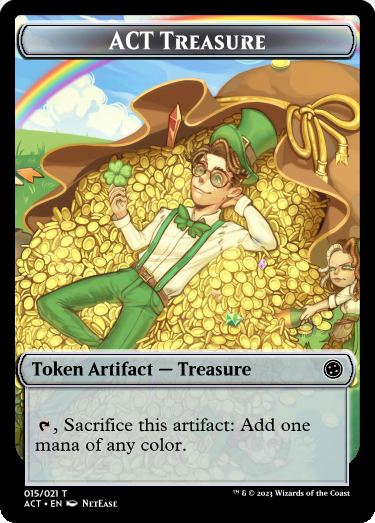 ACT Treasure
Token Artifact — Treasure
, Sacrifice this artifact: Add one
mana of any color.
015/021 T
ACT • EN NetEase
™ & © 2023 Wizards of the Coast